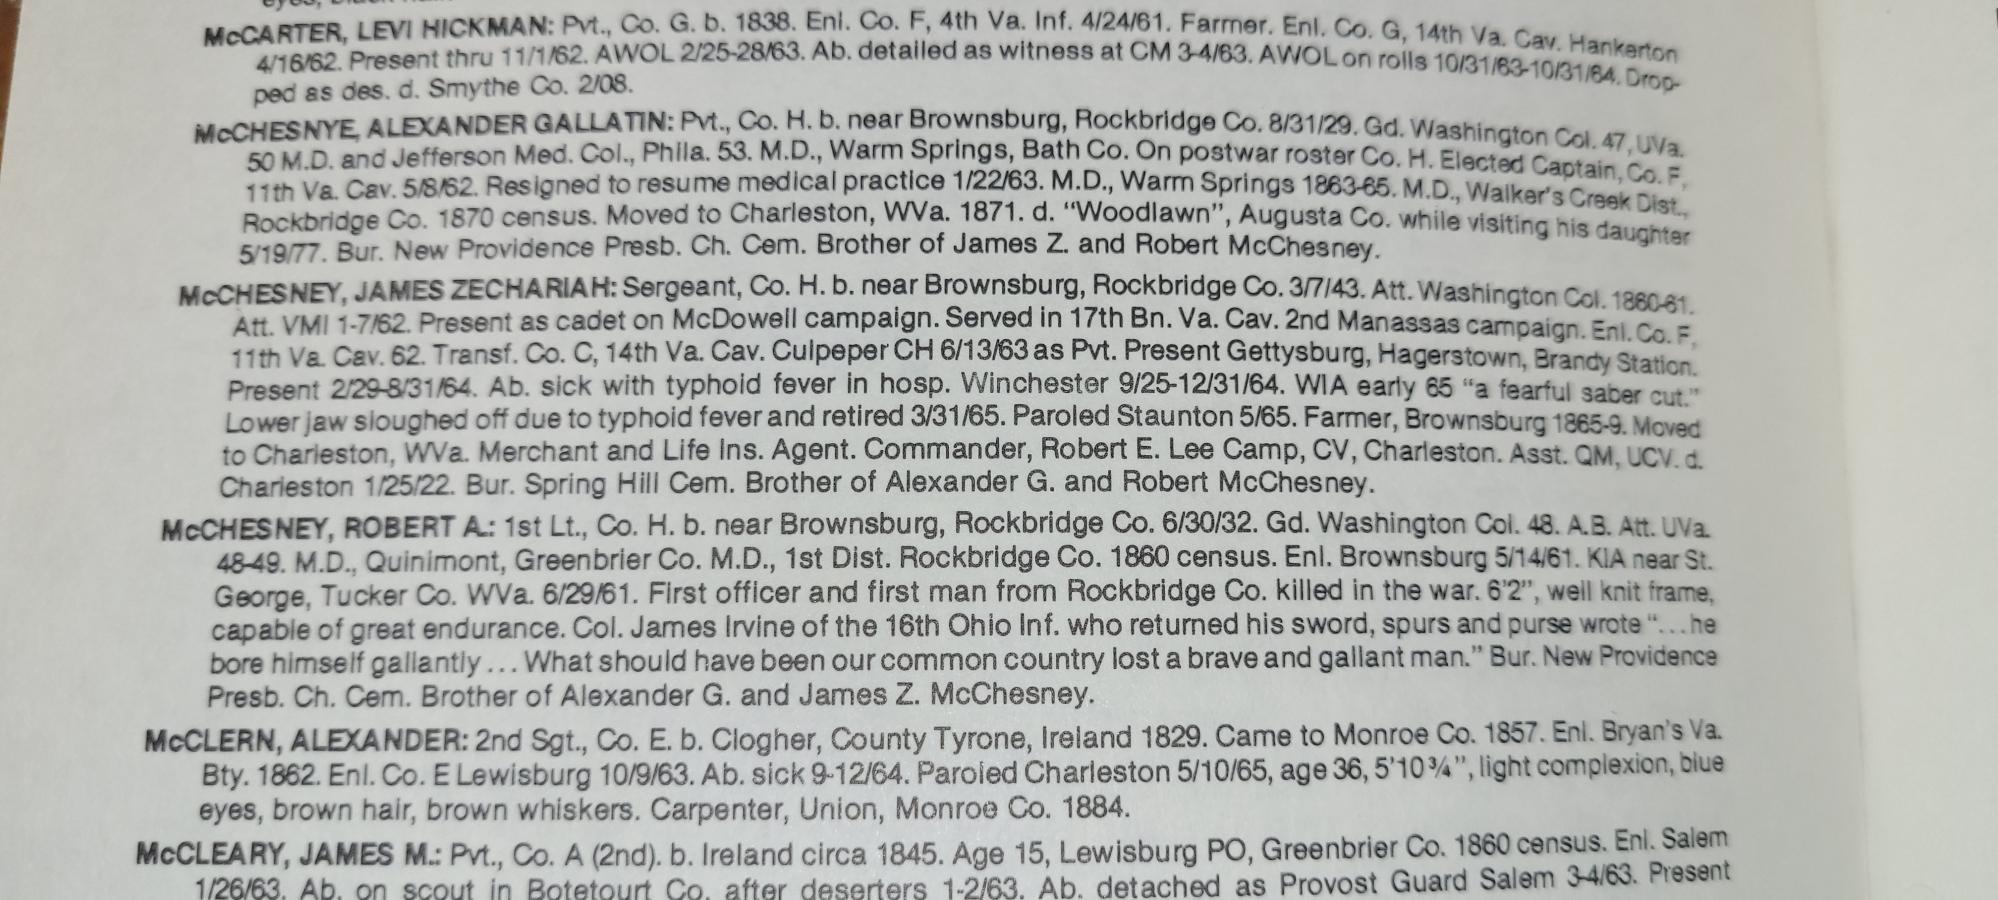 McCARTER, LEVI HICKMAN: Pvt., Co. G. b. 1838. Enl. Co. F, 4th Va. Inf. 4/24/61. Farmer. Enl. Co. G, 14th Va. Cav. Hankerton
4/16/62. Present thru 11/1/62. AWOL 2/25-28/63. Ab. detailed as witness at CM 3-4/63. AWOL on rolls 10/31/63-10/31/64. Drop-
ped as des. d. Smythe Co. 2/08.
McCHESNYE, ALEXANDER GALLATIN: Pvt., Co. H. b. near Brownsburg, Rockbridge Co. 8/31/29. Gd. Washington Col. 47, UVa.
50 M.D. and Jefferson Med. Col., Phila. 53. M.D., Warm Springs, Bath Co. On postwar roster Co. H. Elected Captain, Co. F,
11th Va. Cav. 5/8/62. Resigned to resume medical practice 1/22/63. M.D., Warm Springs 1863-65. M.D., Walker's Creek Dist.,
Rockbridge Co. 1870 census. Moved to Charleston, WVa. 1871. d. “Woodlawn”, Augusta Co. while visiting his daughter
5/19/77. Bur. New Providence Presb. Ch. Cem. Brother of James Z. and Robert McChesney.
McCHESNEY, JAMES ZECHARIAH: Sergeant, Co. H. b. near Brownsburg, Rockbridge Co. 3/7/43. Att. Washington Col. 1860-61.
Att. VMI 1-7/62. Present as cadet on McDowell campaign. Served in 17th Bn. Va. Cav. 2nd Manassas campaign. Enl. Co. F,
11th Va. Cav. 62. Transf. Co. C, 14th Va. Cav. Culpeper CH 6/13/63 as Pvt. Present Gettysburg, Hagerstown, Brandy Station.
Present 2/29-8/31/64. Ab. sick with typhoid fever in hosp. Winchester 9/25-12/31/64. WIA early 65 “a fearful saber cut.”
Lower jaw sloughed off due to typhoid fever and retired 3/31/65. Paroled Staunton 5/65. Farmer, Brownsburg 1865-9. Moved
to Charleston, WVa. Merchant and Life Ins. Agent. Commander, Robert E. Lee Camp, CV, Charleston. Asst. QM, UCV. d.
Charleston 1/25/22. Bur. Spring Hill Cem. Brother of Alexander G. and Robert McChesney.
McCHESNEY, ROBERT A.: 1st Lt., Co. H. b. near Brownsburg, Rockbridge Co. 6/30/32. Gd. Washington Col. 48. A.B. Att. UVa.
48-49. M.D., Quinimont, Greenbrier Co. M.D., 1st Dist. Rockbridge Co. 1860 census. Enl. Brownsburg 5/14/61. KIA near St.
George, Tucker Co. WVa. 6/29/61. First officer and first man from Rockbridge Co. killed in the war. 6'2”, well knit frame,
capable of great endurance. Col. James Irvine of the 16th Ohio Inf. who returned his sword, spurs and purse wrote “...he
bore himself gallantly ... What should have been our common country lost a brave and gallant man.” Bur. New Providence
Presb. Ch. Cem. Brother of Alexander G. and James Z. McChesney.
McCLERN, ALEXANDER: 2nd Sgt., Co. E. b. Clogher, County Tyrone, Ireland 1829. Came to Monroe Co. 1857. Enl. Bryan's Va.
Bty. 1862. Enl. Co. E Lewisburg 10/9/63. Ab. sick 9-12/64. Paroled Charleston 5/10/65, age 36, 5'10¾”, light complexion, blue
eyes, brown hair, brown whiskers. Carpenter, Union, Monroe Co. 1884.
McCLEARY, JAMES M.: Pvt., Co. A (2nd). b. Ireland circa 1845. Age 15, Lewisburg PO, Greenbrier Co. 1860 census. Enl. Salem
1/26/63. Ab. on scout in Botetourt Co. after deserters 1-2/63. Ab. detached as Provost Guard Salem 3-4/63. Present